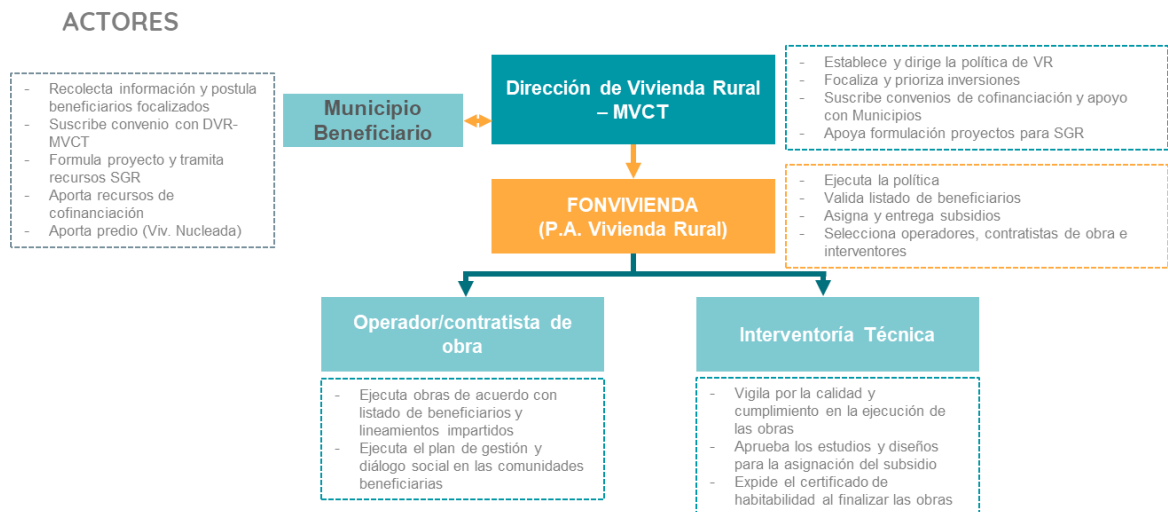 ACTORES
- Recolecta información y postula
beneficiarios focalizados
- Suscribe convenio con DVR-
MVCT
- Formula proyecto y tramita
recursos SGR
- Aporta recursos de
cofinanciación
- Aporta predio (Viv. Nucleada)
Municipio
Beneficiario
Dirección de Vivienda Rural
– MVCT
- Establece y dirige la política de VR
- Focaliza y prioriza inversiones
- Suscribe convenios de cofinanciación y apoyo
con Municipios
- Apoya formulación proyectos para SGR
FONVIVIENDA
(P.A. Vivienda Rural)
- Ejecuta la política
- Valida listado de beneficiarios
- Asigna y entrega subsidios
- Selecciona operadores, contratistas de obra e
interventores
Operador/contratista de
obra
- Ejecuta obras de acuerdo con
listado de beneficiarios y
lineamientos impartidos
- Ejecuta el plan de gestión y
diálogo social en las comunidades
beneficiarias
Interventoría Técnica
- Vigila por la calidad y
cumplimiento en la ejecución de
las obras
- Aprueba los estudios y diseños
para la asignación del subsidio
- Expide el certificado de
habitabilidad al finalizar las obras